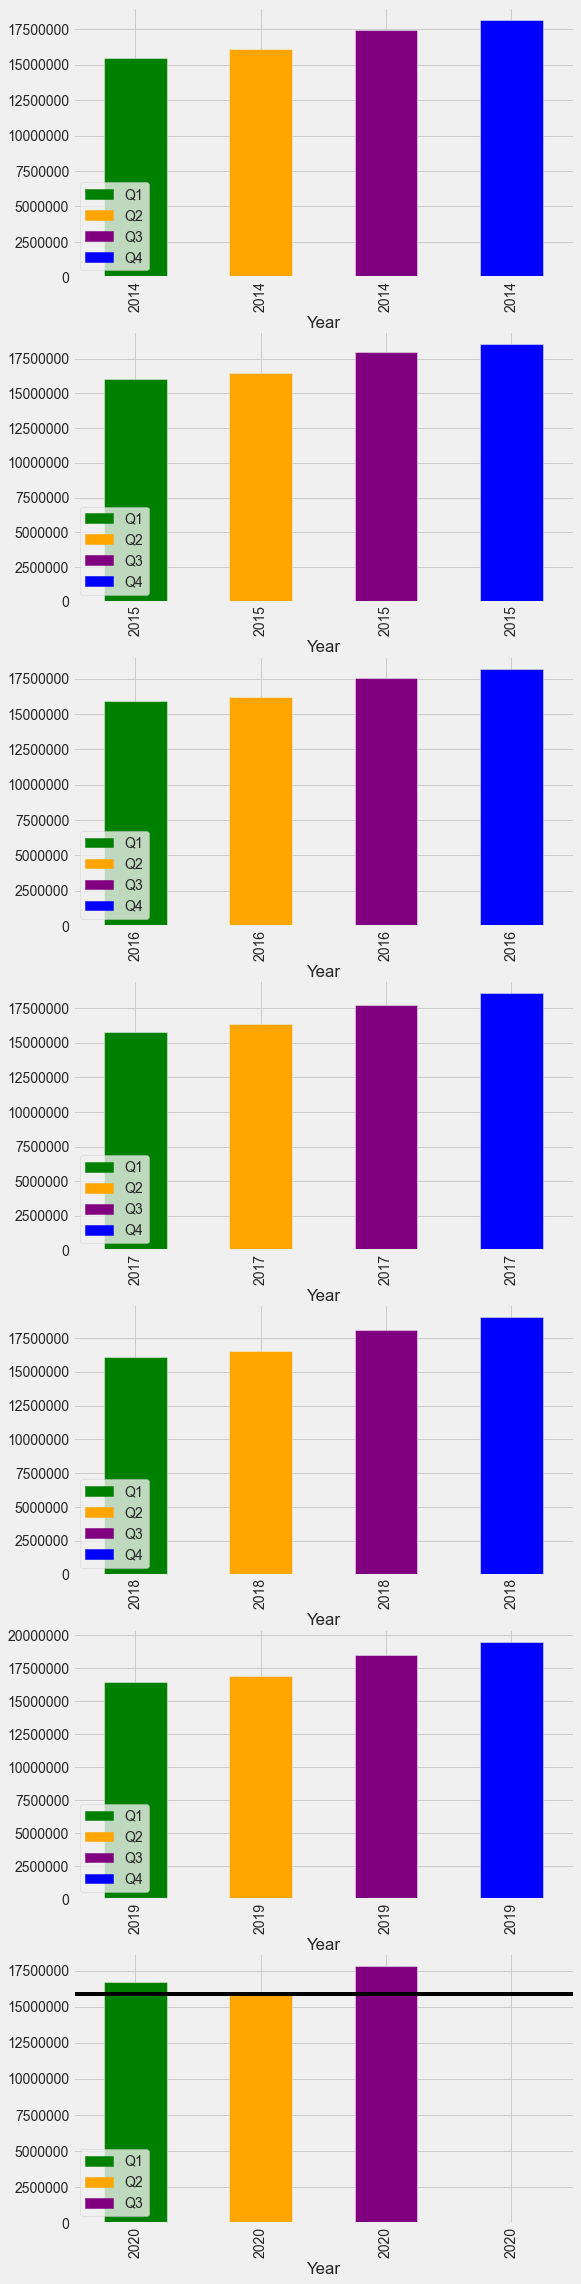 17500000
15000000
12500000
10000000
7500000
5000000
2500000
0
Q1
Q2
Q3
Q4
2014 2014 2014 2014
Year
17500000
15000000
12500000
10000000
7500000
5000000
2500000
0
Q1
Q2
Q3
Q4
2015 2015 2015 2015
Year
17500000
15000000
12500000
10000000
7500000
5000000
2500000
0
Q1
Q2
Q3
Q4
2016 2016 2016 2016
Year
17500000
15000000
12500000
10000000
7500000
5000000
2500000
0
Q1
Q2
Q3
Q4
2017 2017 2017 2017
Year
17500000
15000000
12500000
10000000
7500000
5000000
2500000
0
Q1
Q2
Q3
Q4
2018 2018 2018 2018
Year
20000000
17500000
15000000
12500000
10000000
7500000
5000000
2500000
0
Q1
Q2
Q3
Q4
2019 2019 2019 2019
Year
17500000
15000000
12500000
10000000
7500000
5000000
2500000
0
Q1
Q2
Q3
2020 2020 2020 2020
Year